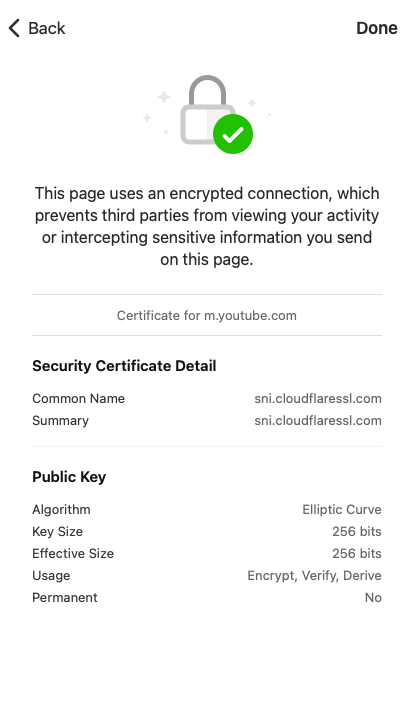 Back
Done
This page uses an encrypted connection, which
prevents third parties from viewing your activity
or intercepting sensitive information you send
on this page.
Certificate for m.youtube.com
Security Certificate Detail
Common Name sni.cloudflaressl.com
Summary sni.cloudflaressl.com
Public Key
Algorithm Elliptic Curve
Key Size 256 bits
Effective Size 256 bits
Usage Encrypt, Verify, Derive
Permanent No